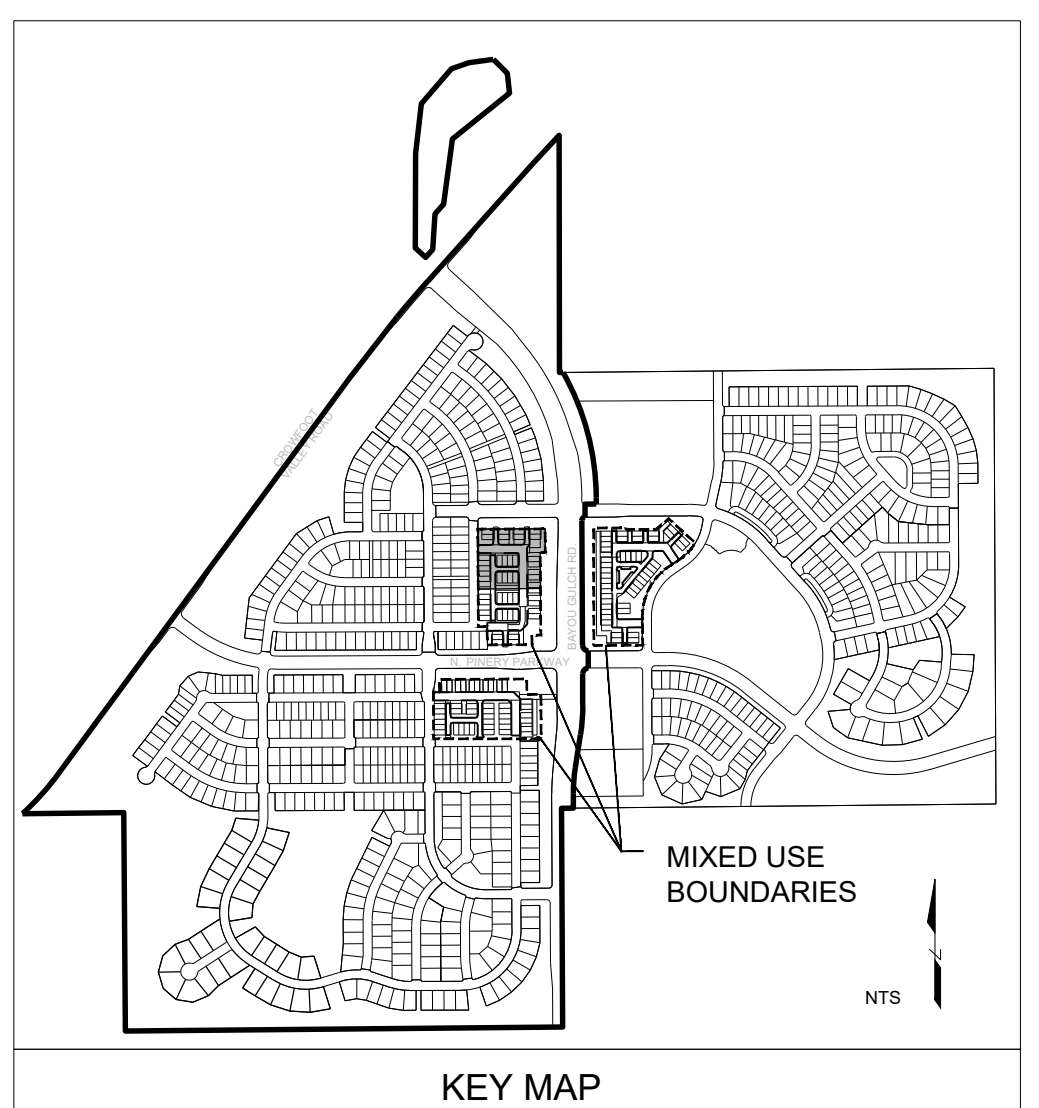 CROWFOOT
VALLEY ROAD
BAYOU GULCH RD
N. PINERY PARKWAY
MIXED USE
BOUNDARIES
N
NTS
KEY MAP